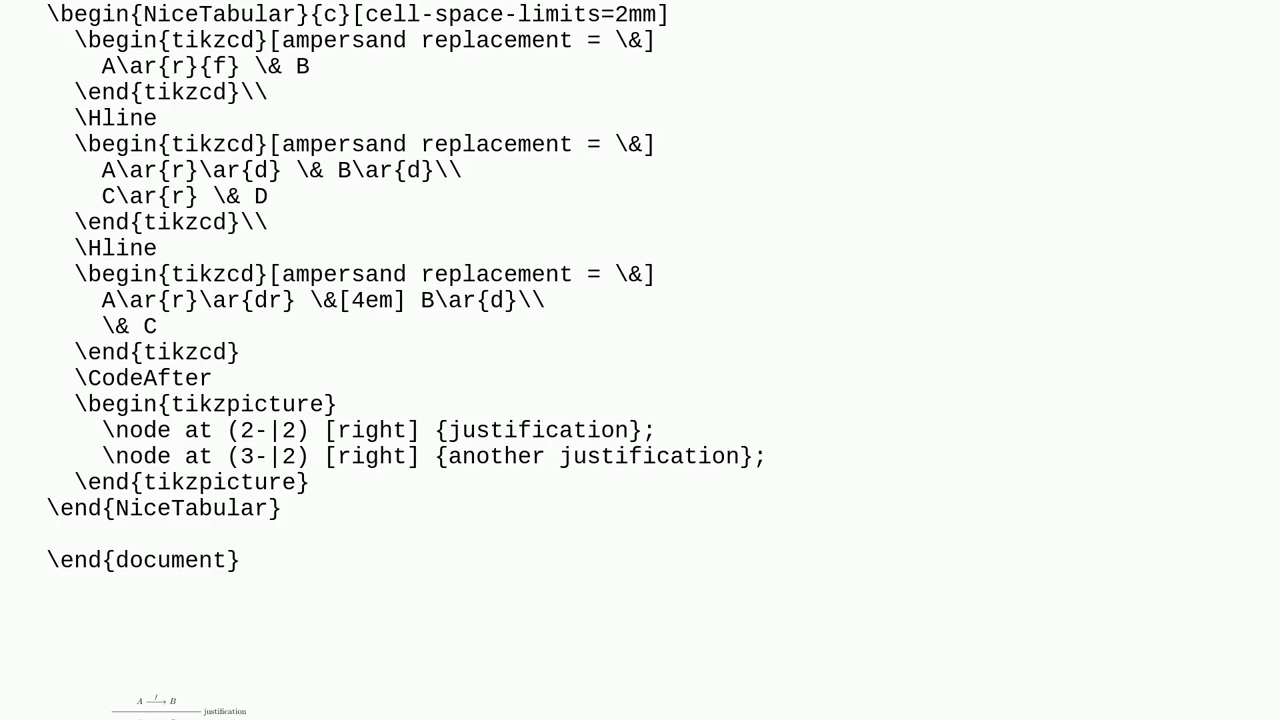 \begin{NiceTabular}{c}[cell-space-limits=2mm]
  \begin{tikzcd}[ampersand replacement = \&]
    A\ar{r}{f} \& B
  \end{tikzcd}\\
  \Hline
  \begin{tikzcd}[ampersand replacement = \&]
    A\ar{r}\ar{d} \& B\ar{d}\\
    C\ar{r} \& D
  \end{tikzcd}\\
  \Hline
  \begin{tikzcd}[ampersand replacement = \&]
    A\ar{r}\ar{dr} \&[4em] B\ar{d}\\
    \& C
  \end{tikzcd}
  \CodeAfter
  \begin{tikzpicture}
    \node at (2-|2) [right] {justification};
    \node at (3-|2) [right] {another justification};
  \end{tikzpicture}
\end{NiceTabular}

\end{document}
f
A ⟶ B
justification